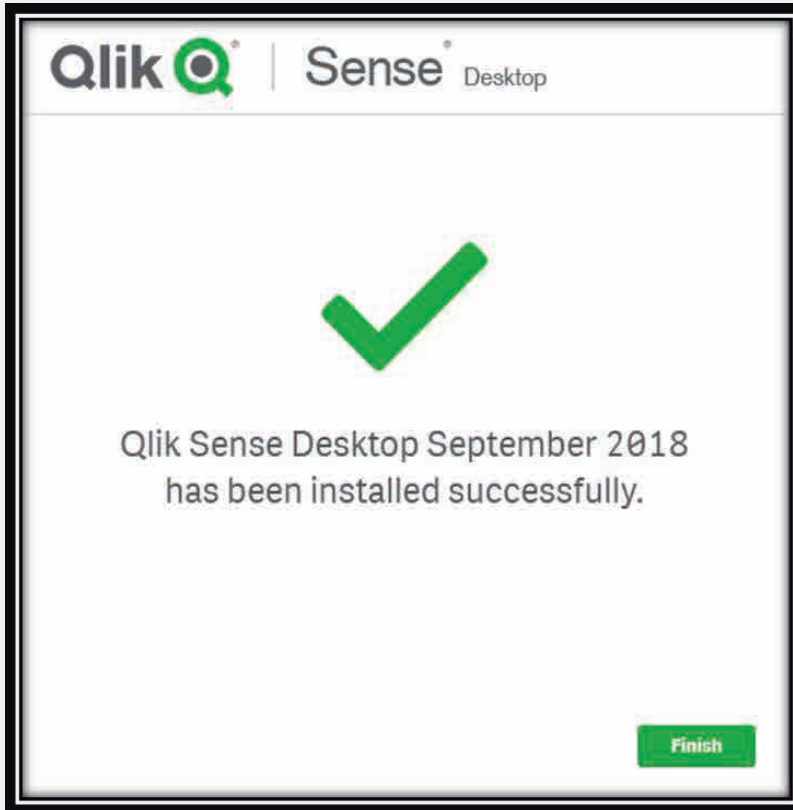 Qlik® | Sense® Desktop
Qlik Sense Desktop September 2018
has been installed successfully.
Finish